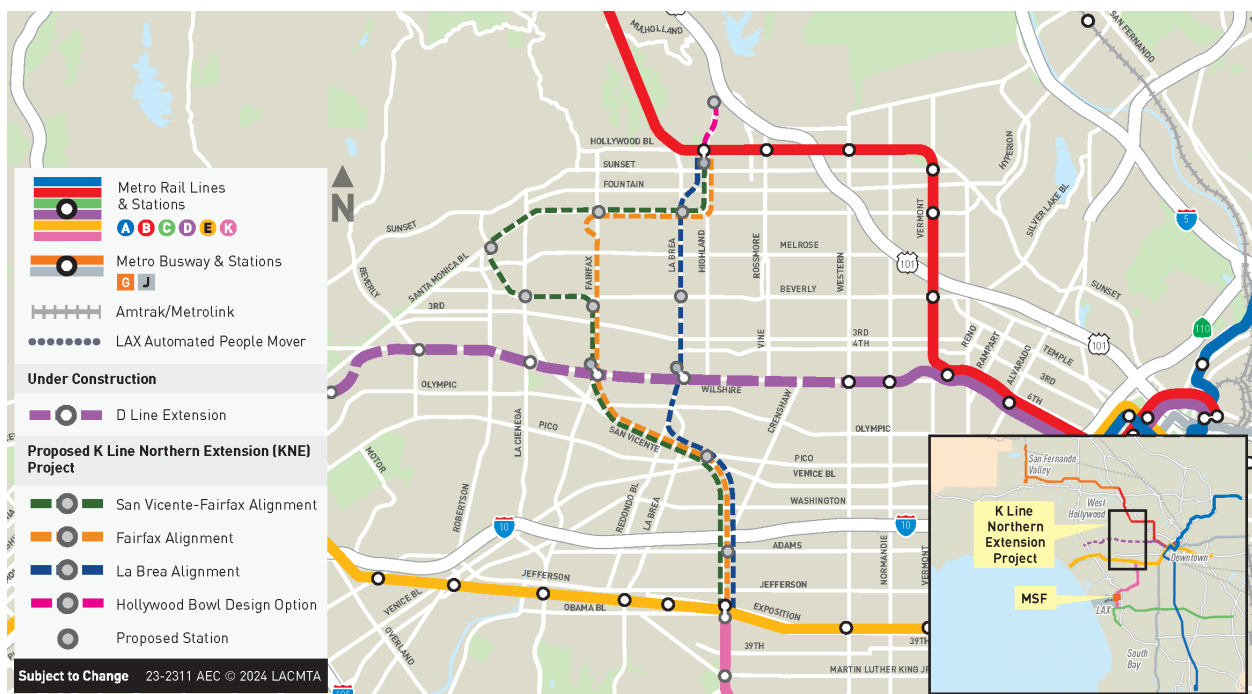 Metro Rail Lines
& Stations
A B C D E K
Metro Busway & Stations
G J
Amtrak/Metrolink
LAX Automated People Mover
Under Construction
D Line Extension
Proposed K Line Northern Extension (KNE)
Project
San Vicente-Fairfax Alignment
Fairfax Alignment
La Brea Alignment
Hollywood Bowl Design Option
Proposed Station
Subject to Change 23-2311 AEC © 2024 LACMTA
N
MULHOLLAND
SAN FERNANDO
HOLLYWOOD BL
SUNSET
FOUNTAIN
SUNSET
SANTA MONICA BL
BEVERLY
3RD
FAIRFAX
LA BREA
HIGHLAND
ROSSMORE
MELROSE
BEVERLY
WESTERN
VERMONT
HYPERION
SILVER LAKE BL
5
101
SUNSET
110
101
VINE
3RD
4TH
RENO
RAMPART
ALVARADO
TEMPLE
3RD
6TH
OLYMPIC
WILSHIRE
CRENSHAW
OLYMPIC
LA CIENEGA
PICO
SAN VICENTE
PICO
VENICE BL
MOTOR
ROBERTSON
REDONDO BL
LA BREA
WASHINGTON
10
10
ADAMS
NORMANDIE
VERMONT
JEFFERSON
JEFFERSON
VENICE BL
OBAMA BL
EXPOSITION
OVERLAND
39TH
39TH
MARTIN LUTHER KING JR
405
San Fernando
Valley
West
Hollywood
K Line
Northern
Extension
Project
Downtown
MSF
LAX
South
Bay